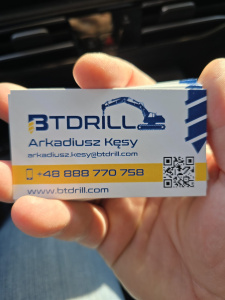 BTDRILL
Arkadiusz Kęsy
arkadiusz.kesy@btdrill.com
+48 888 770 758
www.btdrill.com